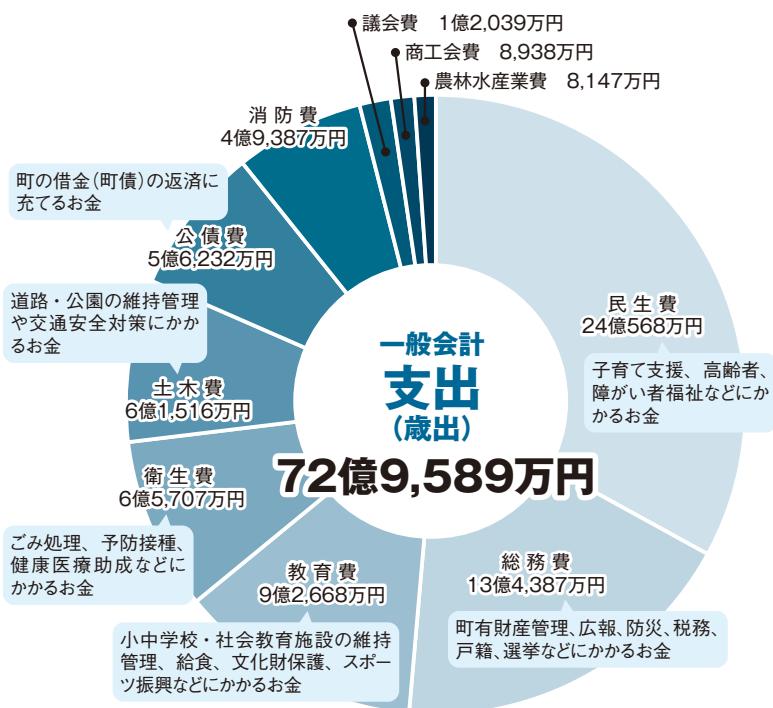 議会費 1億2,039万円
商工会費 8,938万円
農林水産業費 8,147万円
消防費
4億9,387万円
町の借金(町債)の返済に
充てるお金
公債費
5億6,232万円
道路・公園の維持管理
や交通安全対策にかか
るお金
土木費
6億1,516万円
衛生費
6億5,707万円
ごみ処理、予防接種、
健康医療助成などに
かかるお金
教育費
9億2,668万円
小中学校・社会教育施設の維持
管理、給食、文化財保護、スポー
ツ振興などにかかるお金
総務費
13億4,387万円
町有財産管理、広報、防災、税務、
戸籍、選挙などにかかるお金
民生費
24億568万円
子育て支援、高齢者、
障がい者福祉などにか
かるお金
一般会計
支出
(歳出)
72億9,589万円